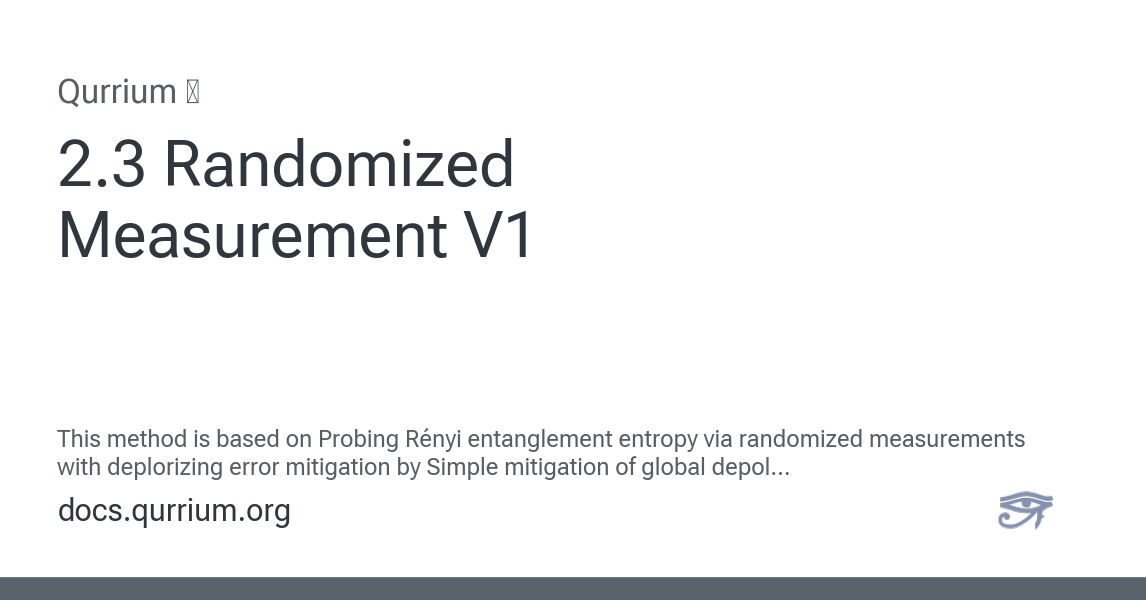 Qurrium
2.3 Randomized
Measurement V1
This method is based on Probing Rényi entanglement entropy via randomized measurements
with deplorizing error mitigation by Simple mitigation of global depol...
docs.qurrium.org